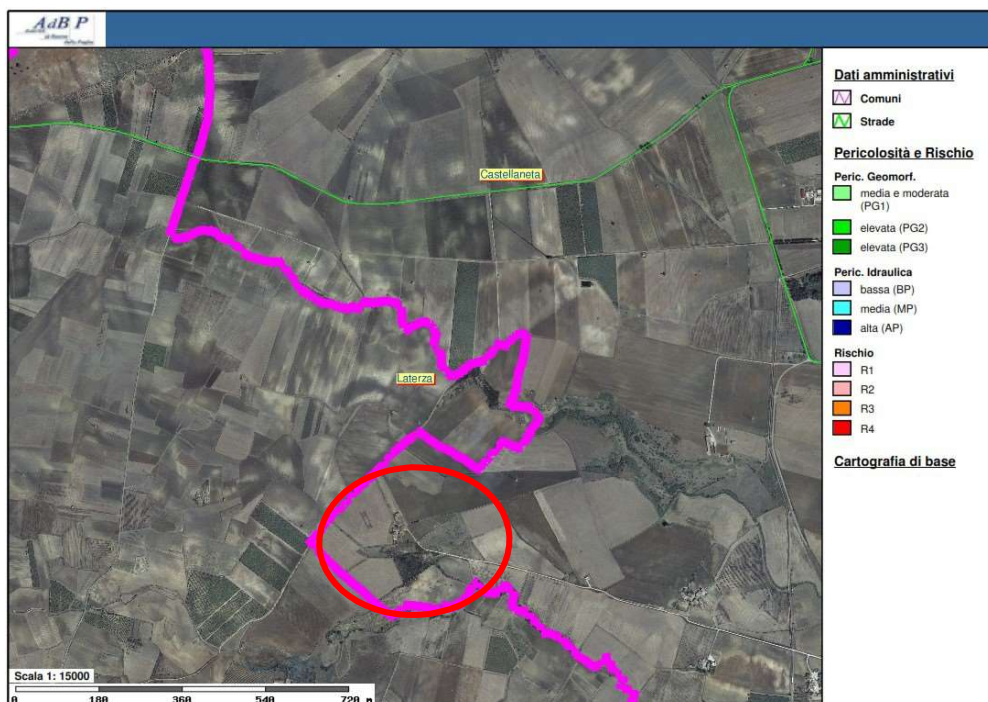 AdB P
della Puglia
Castellaneta
Laterza
Scala 1: 15000
0 180 360 540 720 m
Dati amministrativi
Comuni
Strade
Pericolosità e Rischio
Peric. Geomorf.
media e moderata
(PG1)
elevata (PG2)
elevata (PG3)
Peric. Idraulica
bassa (BP)
media (MP)
alta (AP)
Rischio
R1
R2
R3
R4
Cartografia di base